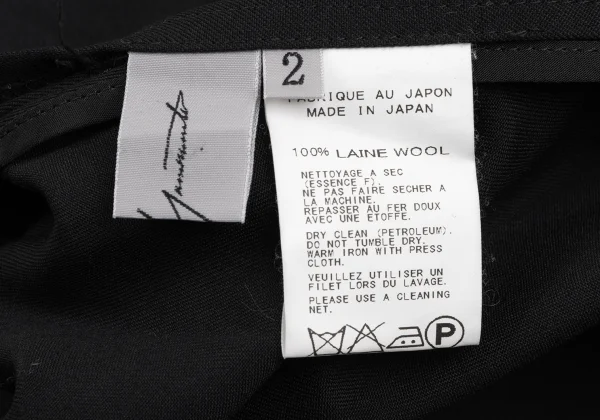 Yamamoto
2
FABRIQUE AU JAPON
MADE IN JAPAN
100% LAINE WOOL
NETTOYAGE A SEC
(ESSENCE F).
NE PAS FAIRE SECHER A
LA MACHINE.
REPASSER AU FER DOUX
AVEC UNE ETOFFE.
DRY CLEAN (PETROLEUM).
DO NOT TUMBLE DRY.
WARM IRON WITH PRESS
CLOTH.
VEUILLEZ UTILISER UN
FILET LORS DU LAVAGE.
PLEASE USE A CLEANING
NET.
P